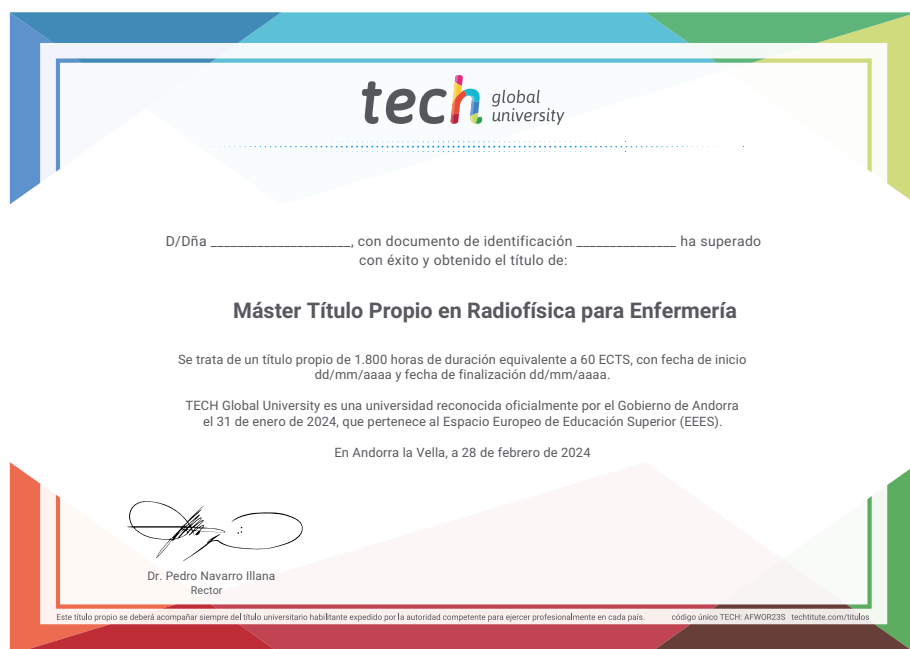 tech global university
D/Dña _____________________, con documento de identificación _______________ ha superado
con éxito y obtenido el título de:
Máster Título Propio en Radiofísica para Enfermería
Se trata de un título propio de 1.800 horas de duración equivalente a 60 ECTS, con fecha de inicio
dd/mm/aaaa y fecha de finalización dd/mm/aaaa.
TECH Global University es una universidad reconocida oficialmente por el Gobierno de Andorra
el 31 de enero de 2024, que pertenece al Espacio Europeo de Educación Superior (EEES).
En Andorra la Vella, a 28 de febrero de 2024
Dr. Pedro Navarro Illana
Rector
Este título propio se deberá acompañar siempre del título universitario habilitante expedido por la autoridad competente para ejercer profesionalmente en cada país. código único TECH: AFWOR23S techtitute.com/titulos